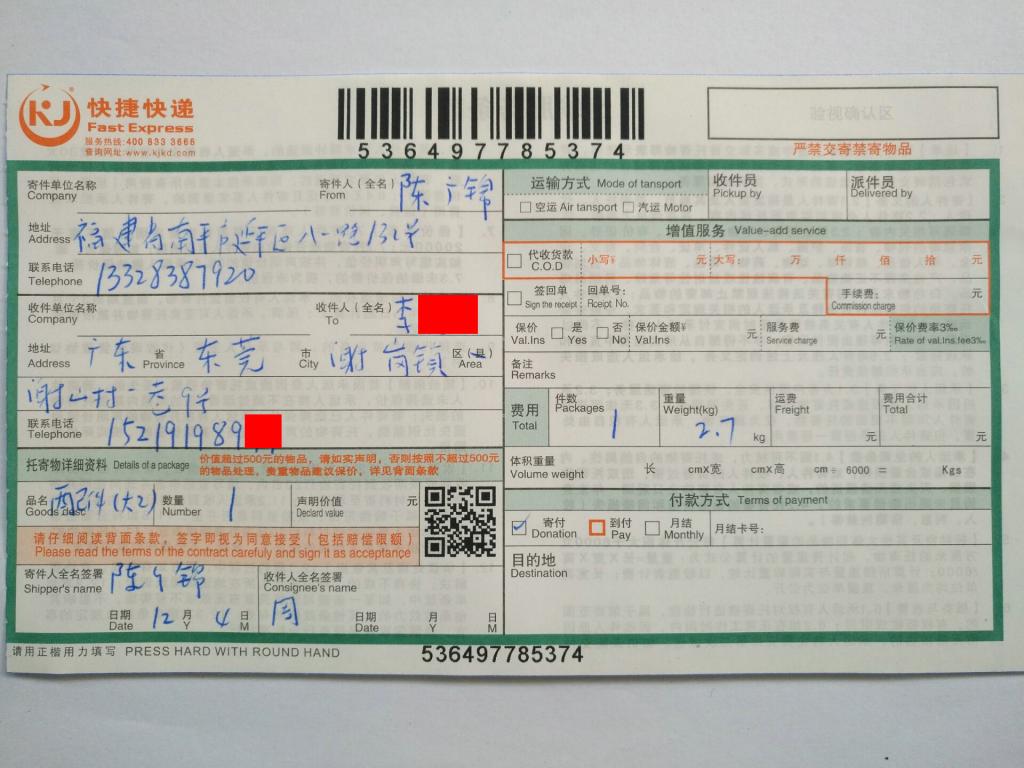 KJ 快捷快递
Fast Express
服务热线:400 833 3666
查询网址:www.kjkd.com
536497785374
验视确认区
严禁交寄禁寄物品
寄件单位名称 Company
寄件人(全名) From 陈广锦
地址 Address 福建省南平市延平区八一路132号
联系电话 Telephone 13328387920
收件单位名称 Company
收件人(全名) To 李
地址 Address 广东 省 Province 东莞 市 City 谢岗镇 区(县) Area
谢山村二巷9号
联系电话 Telephone 152191989
托寄物详细资料 Details of a package
价值超过500元的物品,请如实声明,否则按照不超过500元的物品处理,贵重物品建议保价,详见背面条款
品名 Goods desc 配件(大2) 数量 Number 1 声明价值 Declard value 元
请仔细阅读背面条款,签字即视为同意接受(包括赔偿限额)
Please read the terms of the contract carefuly and sign it as acceptance
寄件人全名签署 Shipper's name 陈广锦
日期 Date 12 月 Y 4 日 M
收件人全名签署 Consignee's name 周
日期 Date 月 Y 日 M
运输方式 Mode of tansport
空运 Air tansport 汽运 Motor
收件员 Pickup by
派件员 Delivered by
增值服务 Value-add service
代收货款 C.O.D 小写¥ 元 大写: 万 仟 佰 拾 元
签回单 Sign the receipt 回单号: Rceipt No. 手续费: Commission charge 元
保价 Val.Ins 是 Yes 否 No 保价金额¥ Val.Ins 元 服务费 Service charge 元 保价费率3‰ Rate of val.Ins.fee3‰
备注 Remarks
费用 Total 件数 Packages 1 重量 Weight(kg) 2.7 kg 运费 Freight 元 费用合计 Total 元
体积重量 Volume weight 长 cmX宽 cmX高 cm÷ 6000 = Kgs
付款方式 Terms of payment
寄付 Donation 到付 Pay 月结 Monthly 月结卡号:
目的地 Destination
请用正楷用力填写 PRESS HARD WITH ROUND HAND
536497785374